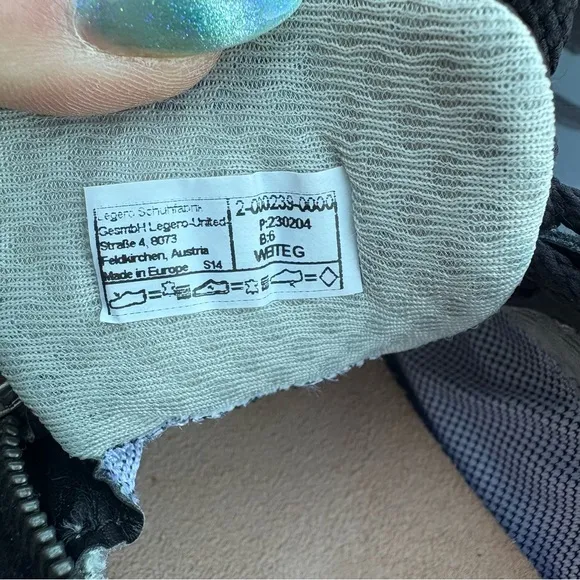 Legero Schuhfabrik
GesmbH Legero-United-
Straße 4, 8073
Feldkirchen, Austria
Made in Europe S14
2-000239-0000
P:230204
B:6
WEITE G